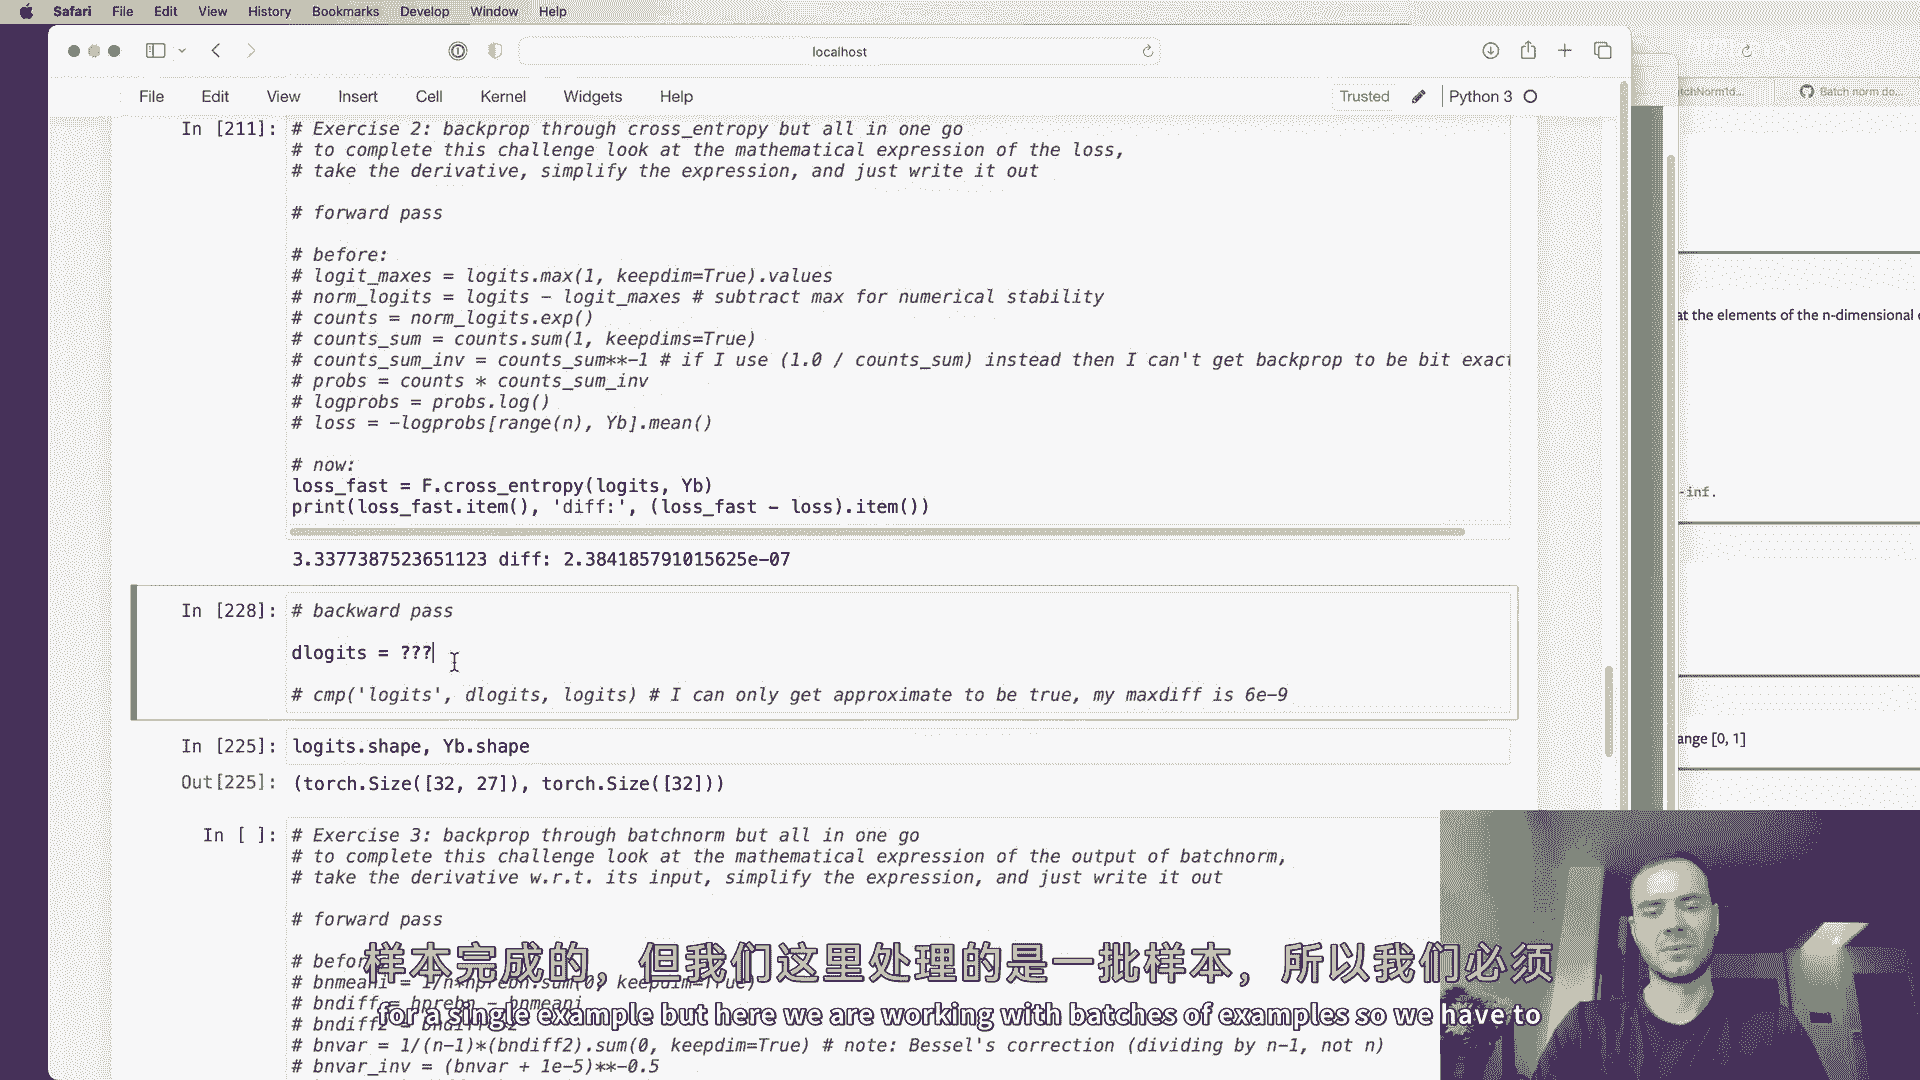 Safari File Edit View History Bookmarks Develop Window Help
localhost
tchNorm1d...
Batch norm do...
File Edit View Insert Cell Kernel Widgets Help
Trusted
Python 3
In [211]:
# Exercise 2: backprop through cross_entropy but all in one go
# to complete this challenge look at the mathematical expression of the loss,
# take the derivative, simplify the expression, and just write it out
# forward pass
# before:
# logit_maxes = logits.max(1, keepdim=True).values
# norm_logits = logits - logit_maxes # subtract max for numerical stability
# counts = norm_logits.exp()
# counts_sum = counts.sum(1, keepdims=True)
# counts_sum_inv = counts_sum**-1 # if I use (1.0 / counts_sum) instead then I can't get backprop to be bit exact
# probs = counts * counts_sum_inv
# logprobs = probs.log()
# loss = -logprobs[range(n), Yb].mean()
# now:
loss_fast = F.cross_entropy(logits, Yb)
print(loss_fast.item(), 'diff:', (loss_fast - loss).item())
3.3377387523651123 diff: 2.384185791015625e-07
In [228]:
# backward pass
dlogits = ???
# cmp('logits', dlogits, logits) # I can only get approximate to be true, my maxdiff is 6e-9
In [225]:
logits.shape, Yb.shape
Out[225]:
(torch.Size([32, 27]), torch.Size([32]))
In [ ]:
# Exercise 3: backprop through batchnorm but all in one go
# to complete this challenge look at the mathematical expression of the output of batchnorm,
# take the derivative w.r.t. its input, simplify the expression, and just write it out
# forward pass
# before
# bnmeani = 1/n*hprebn.sum(0, keepdim=True)
# bndiff = hprebn - bnmeani
# bndiff2 = bndiff**2
# bnvar = 1/(n-1)*(bndiff2).sum(0, keepdim=True) # note: Bessel's correction (dividing by n-1, not n)
# bnvar_inv = (bnvar + 1e-5)**-0.5
at the elements of the n-dimensional
-inf.
ange [0, 1]
样本完成的，但我们这里处理的是一批样本，所以我们必须
for a single example but here we are working with batches of examples so we have to